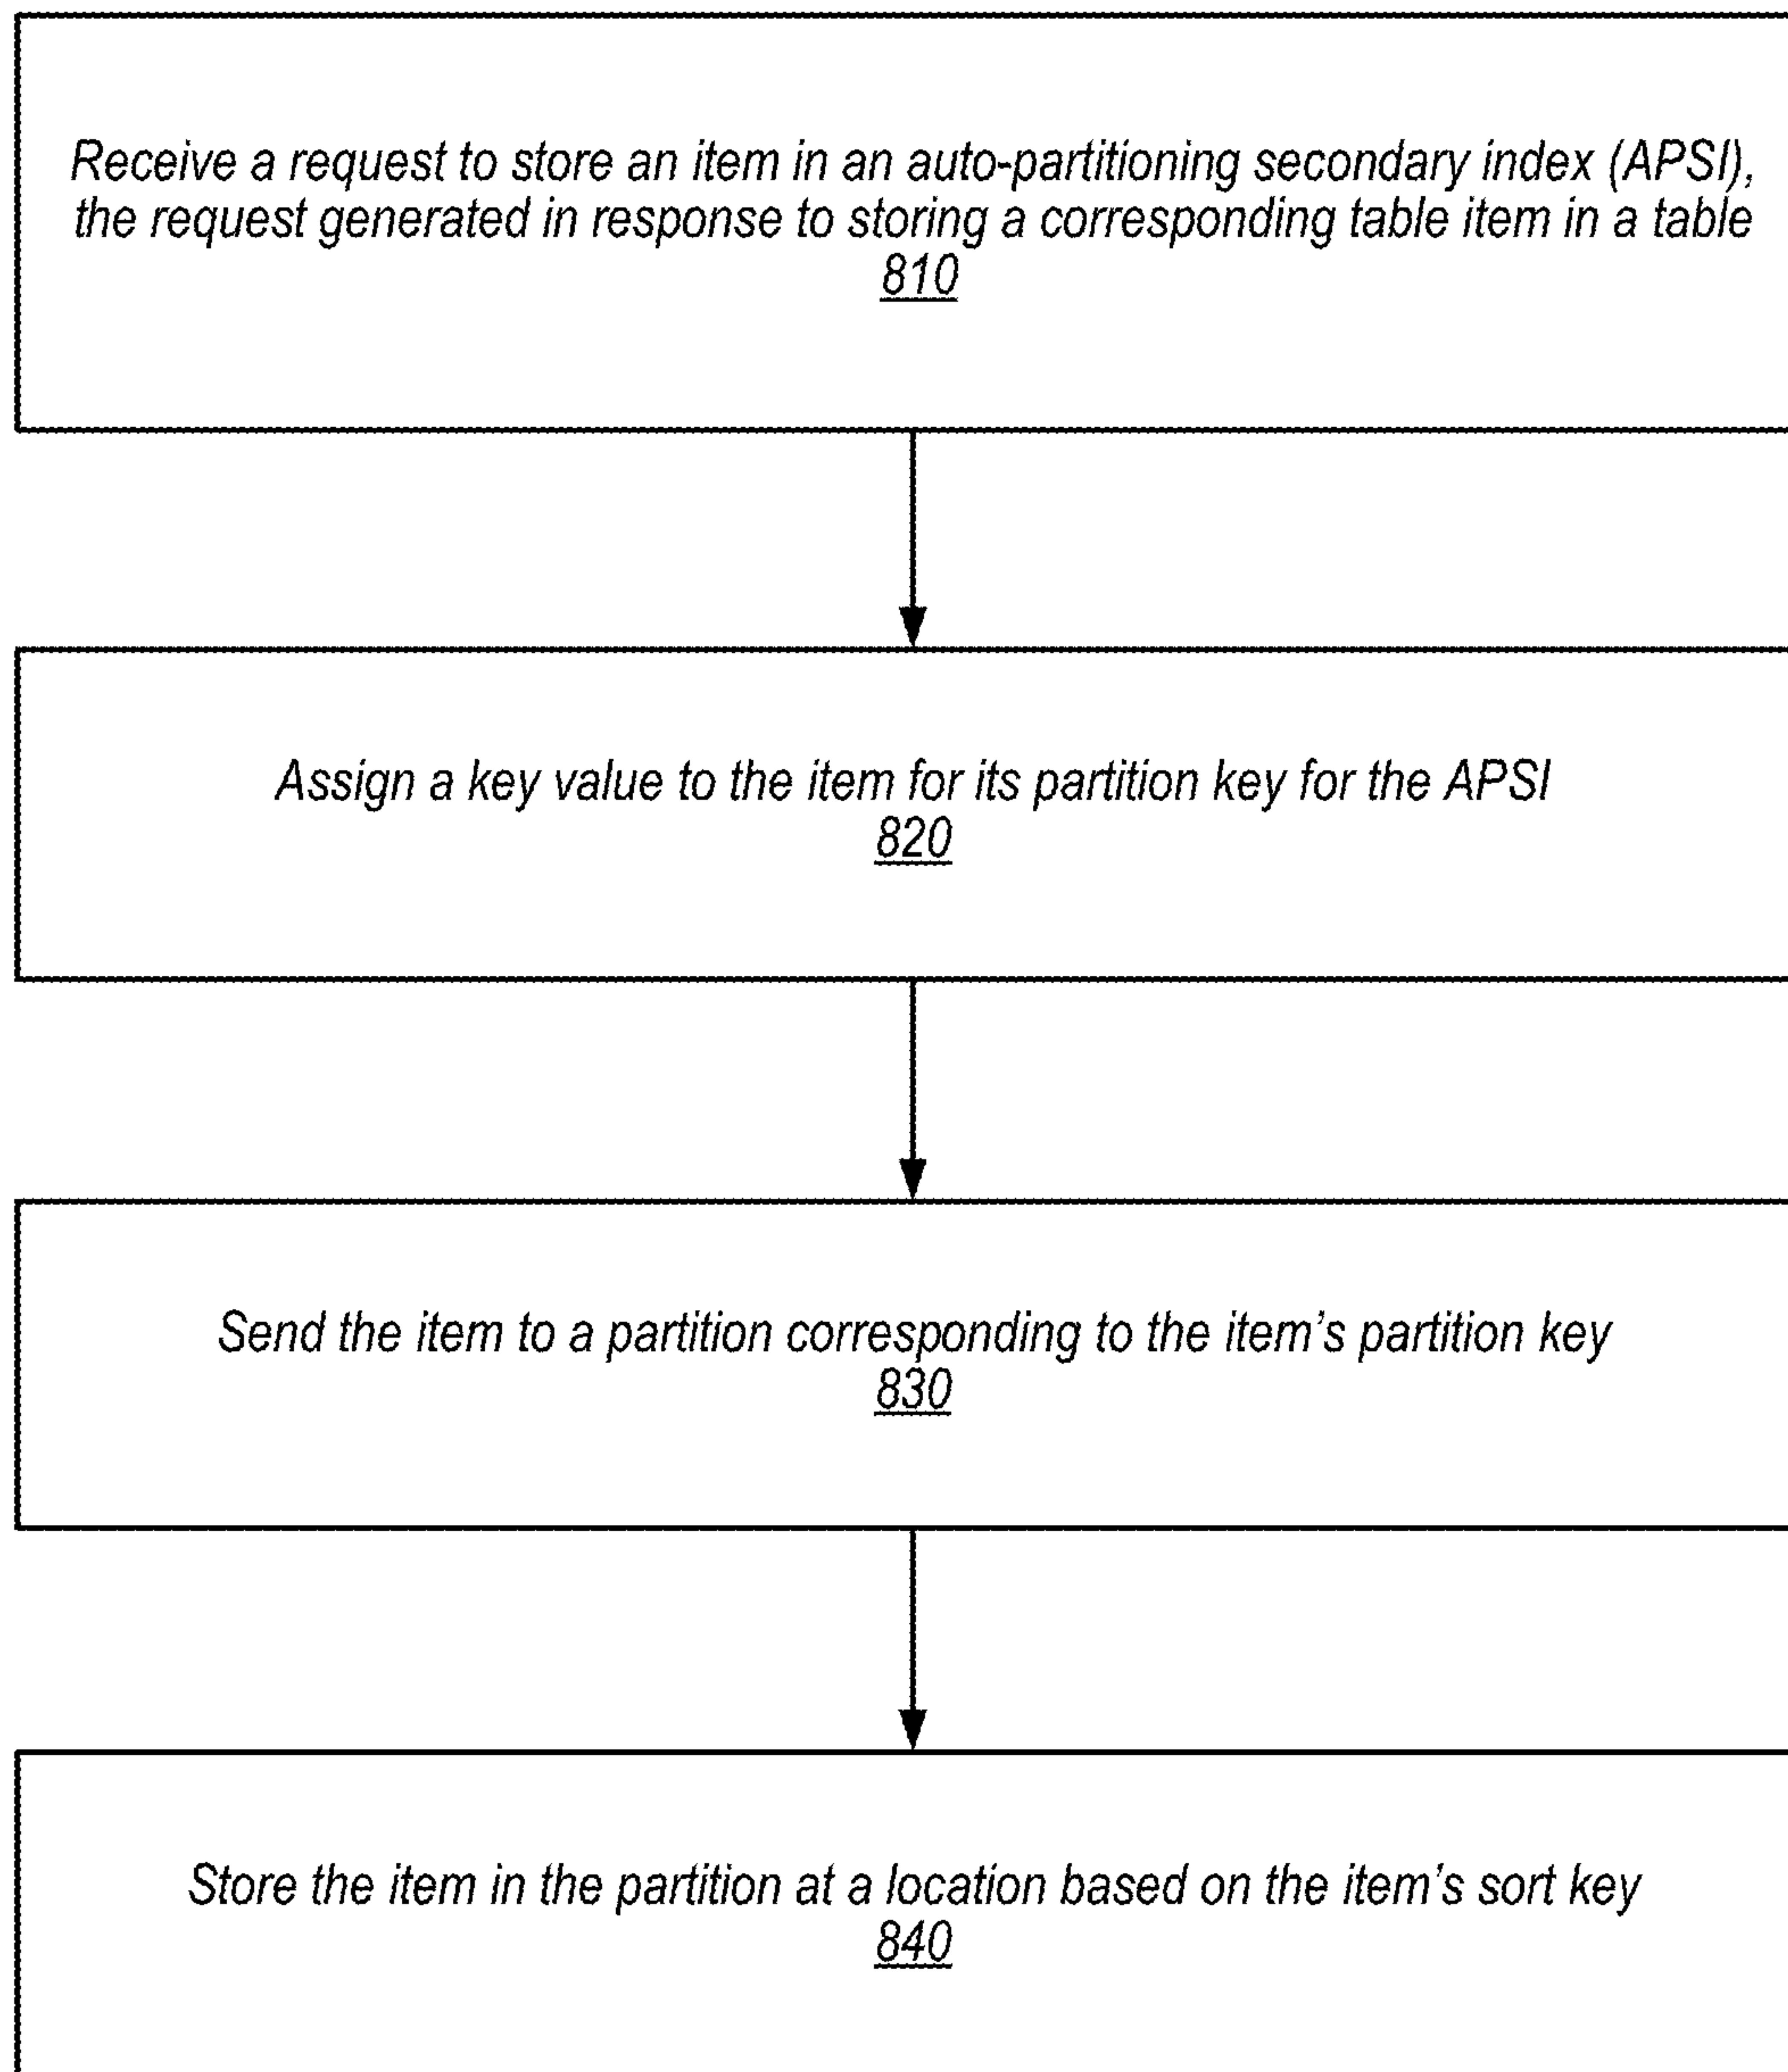 Receive a request to store an item in an auto-partitioning secondary index (APSI),
the request generated in response to storing a corresponding table item in a table
810
Assign a key value to the item for its partition key for the APSI
820
Send the item to a partition corresponding to the item's partition key
830
Store the item in the partition at a location based on the item's sort key
840